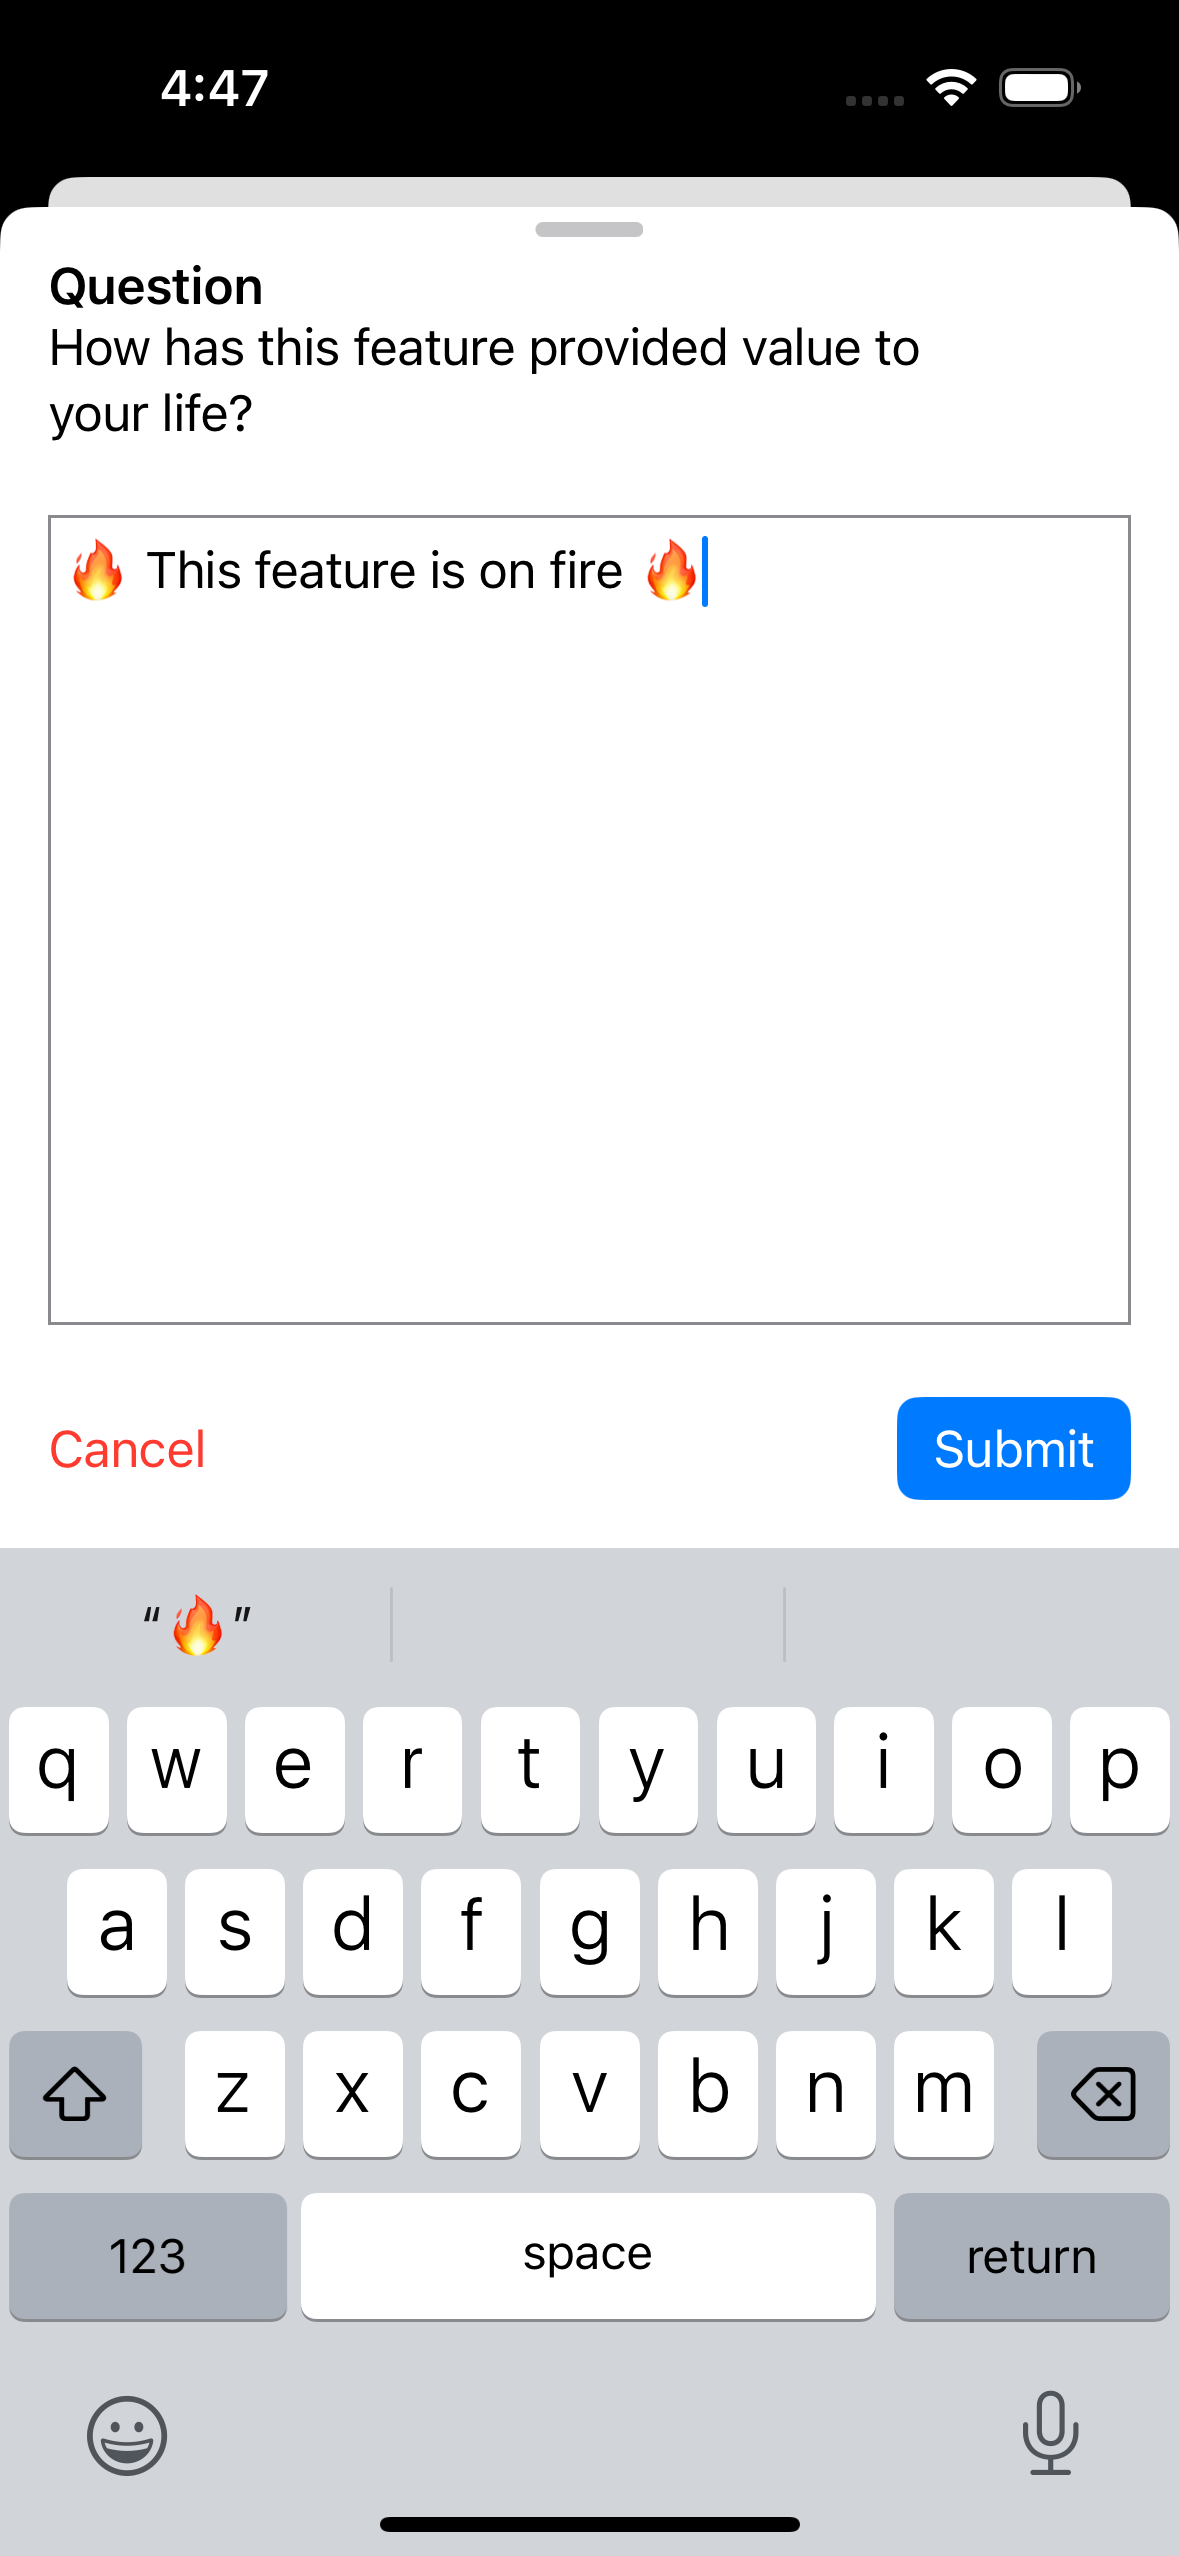 4:47
Question
How has this feature provided value to
your life?
🔥 This feature is on fire 🔥
Cancel
Submit
“🔥”
q w e r t y u i o p
a s d f g h j k l
z x c v b n m
123 space return